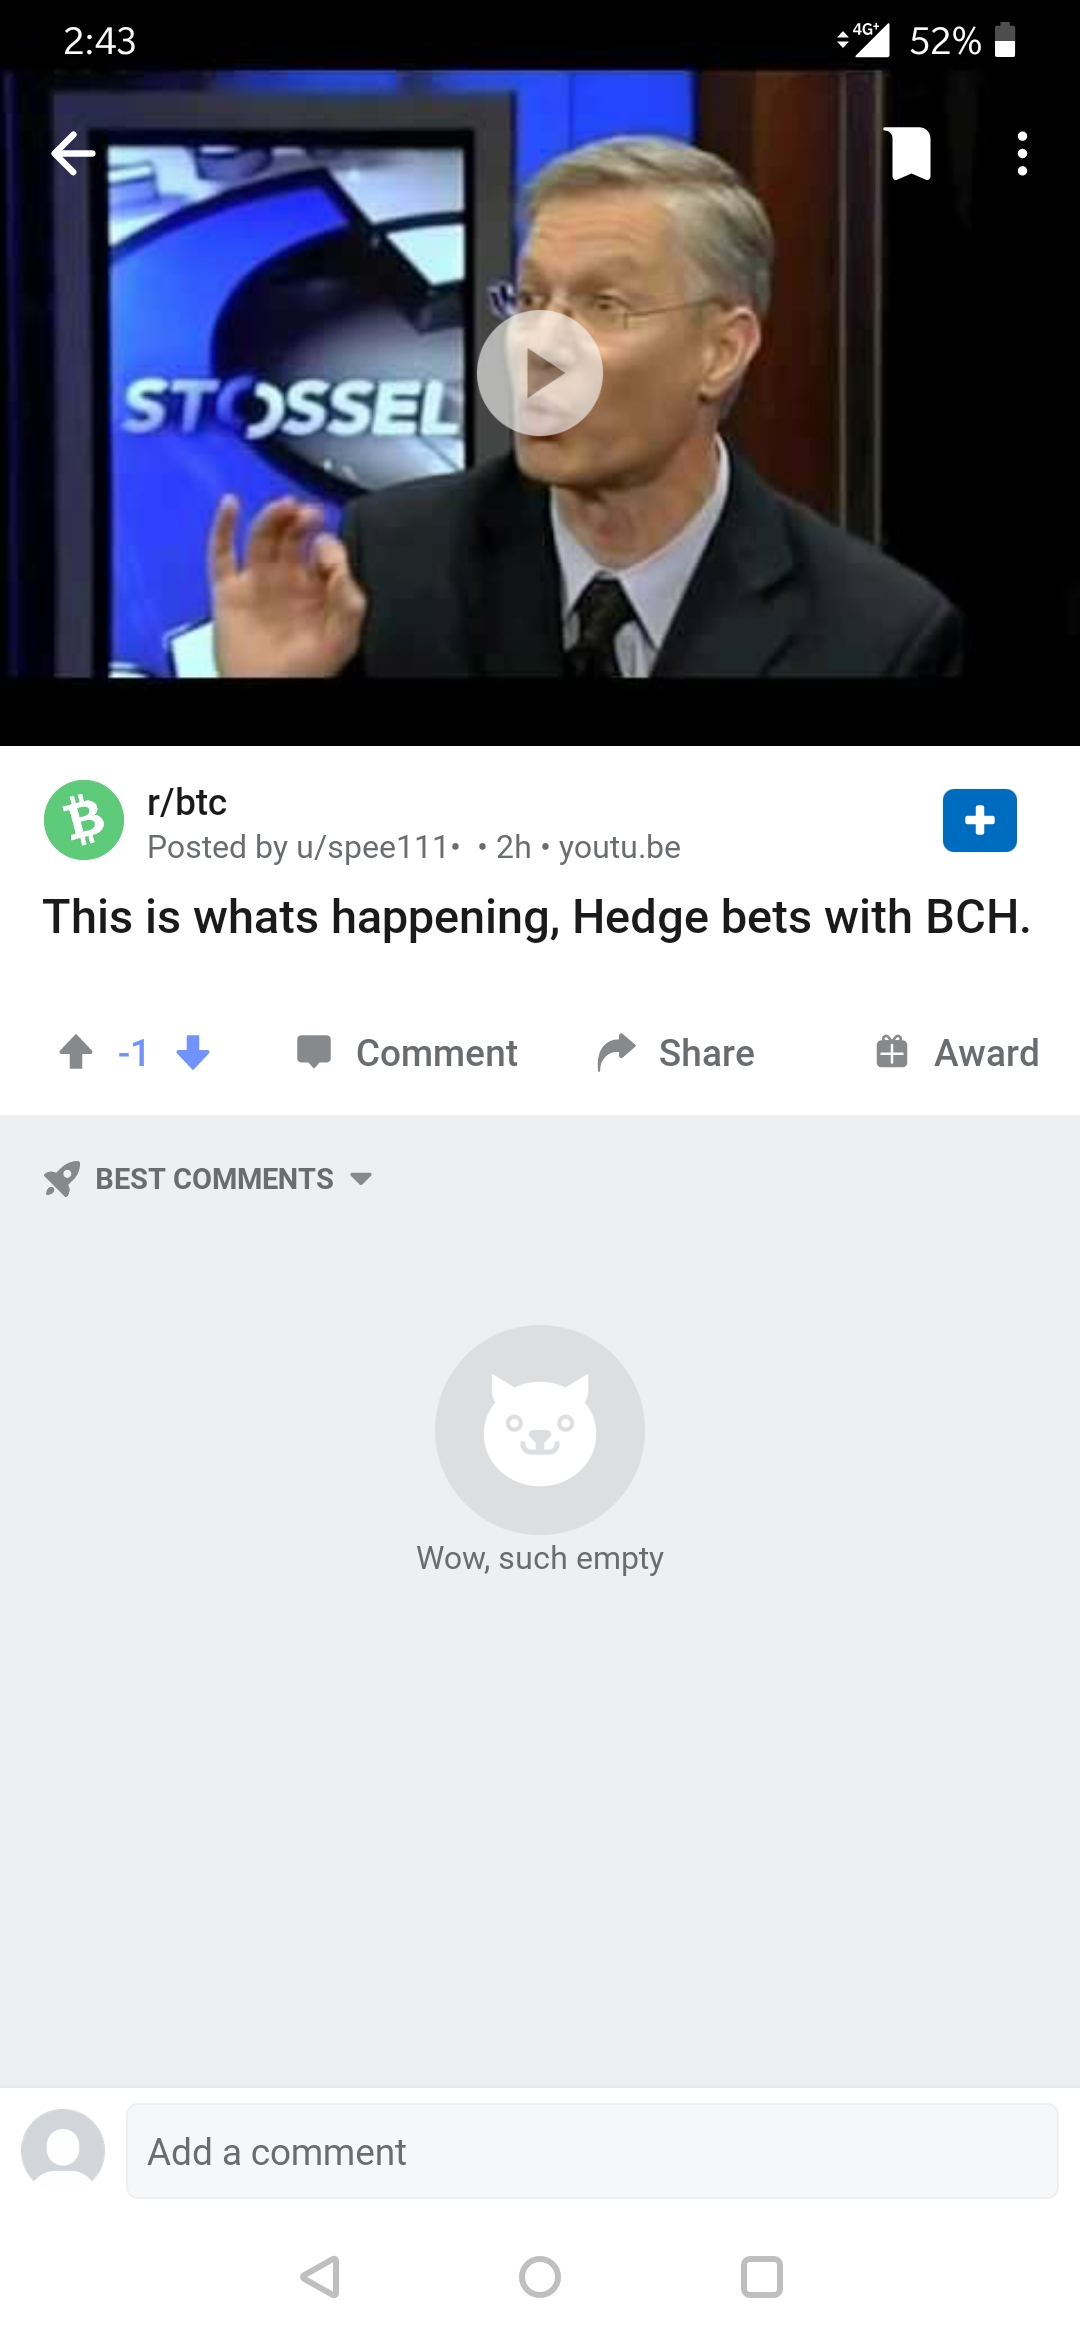 2:43
4G+
52%
STOSSEL
r/btc
Posted by u/spee111• • 2h • youtu.be
This is whats happening, Hedge bets with BCH.
-1
Comment
Share
Award
BEST COMMENTS
Wow, such empty
Add a comment